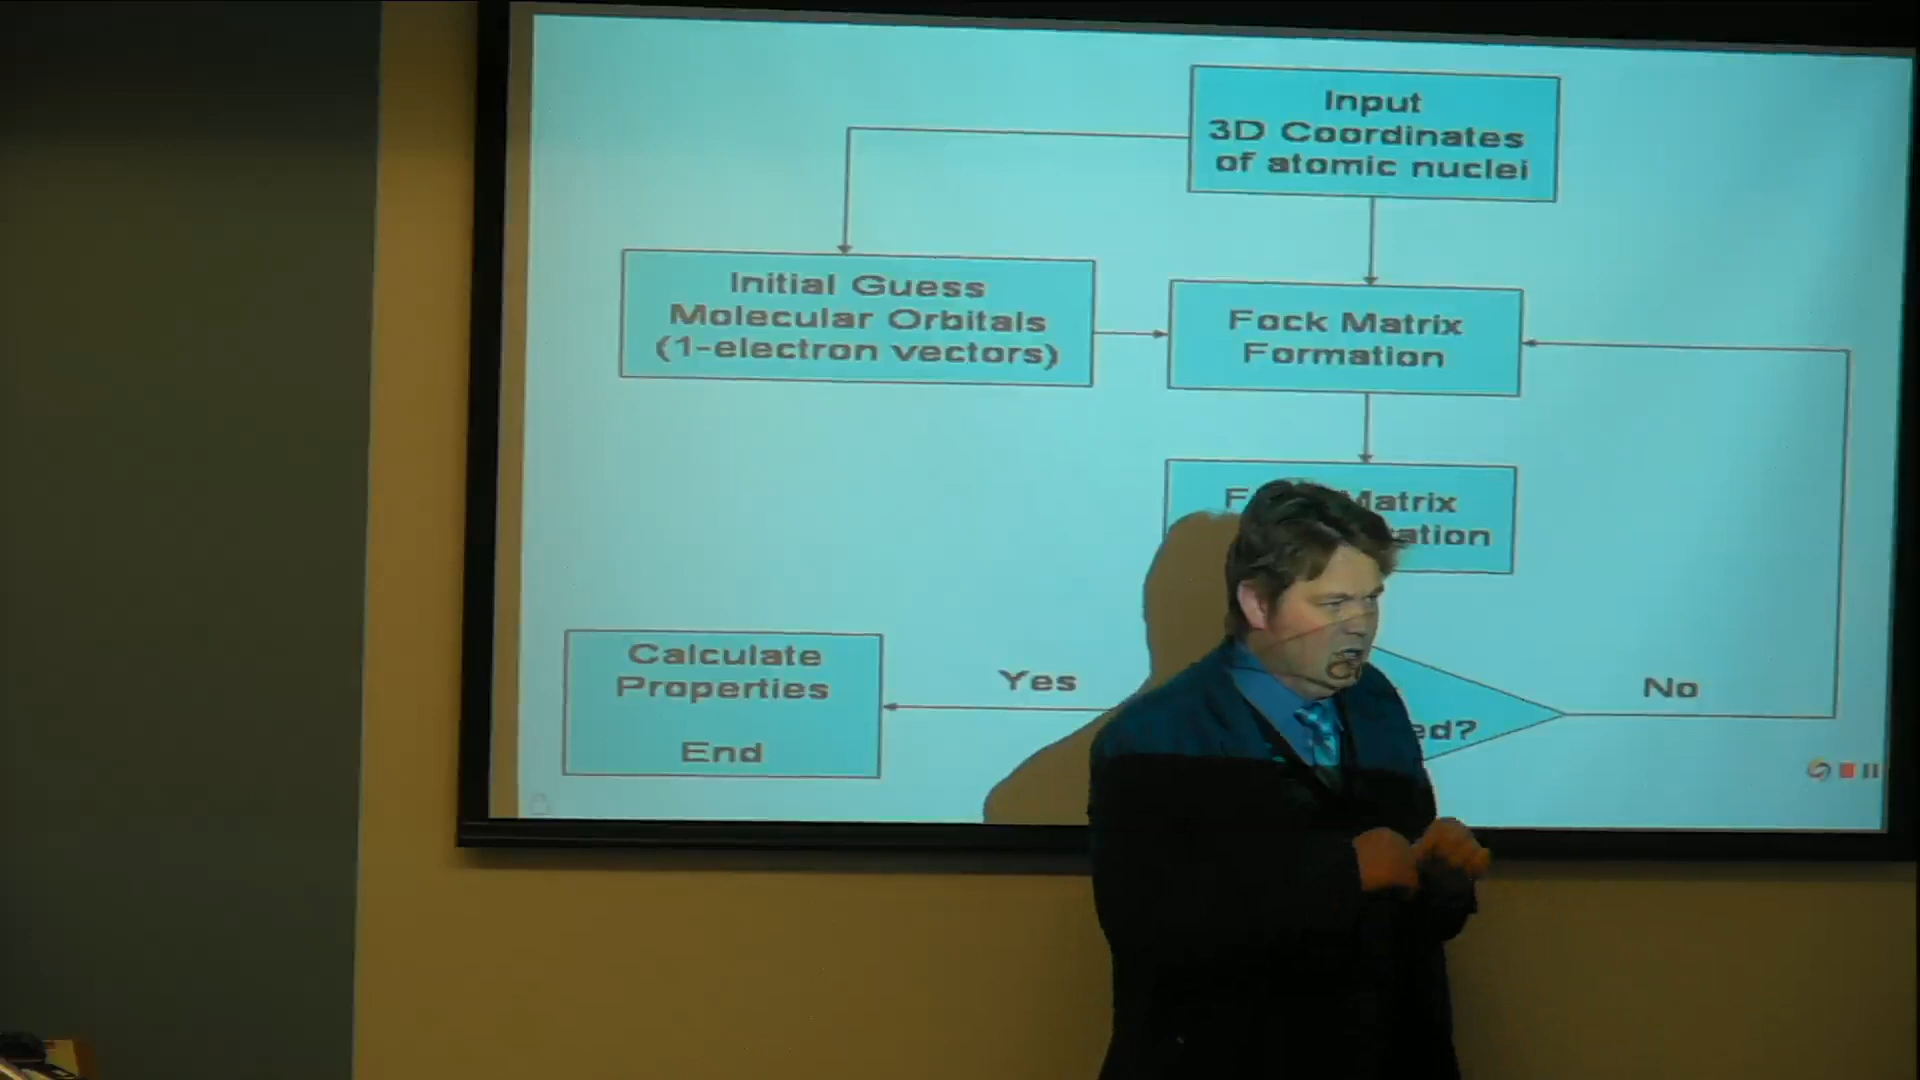 Input
3D Coordinates
of atomic nuclei
Initial Guess
Molecular Orbitals
(1-electron vectors)
Fock Matrix
Formation
Matrix
Calculate
Properties
End
Yes
No